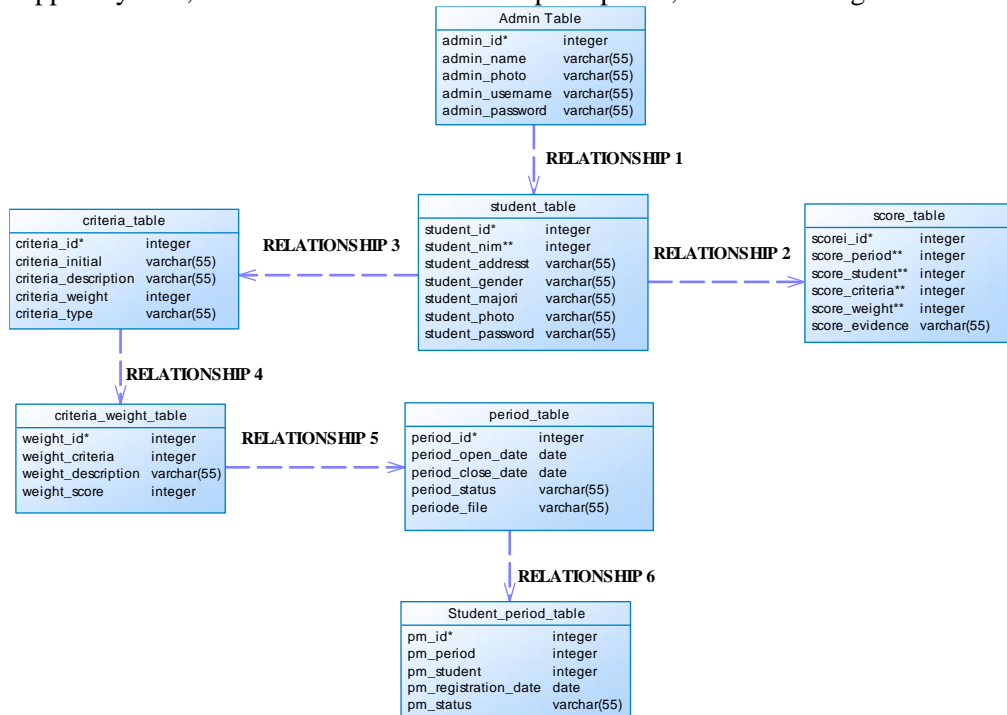 Admin Table
admin_id* integer
admin_name varchar(55)
admin_photo varchar(55)
admin_username varchar(55)
admin_password varchar(55)
RELATIONSHIP 1
student_table
student_id* integer
student_nim** integer
student_addresst varchar(55)
student_gender varchar(55)
student_majori varchar(55)
student_photo varchar(55)
student_password varchar(55)
criteria_table
criteria_id* integer
criteria_initial varchar(55)
criteria_description varchar(55)
criteria_weight integer
criteria_type varchar(55)
RELATIONSHIP 3
RELATIONSHIP 2
score_table
scorei_id* integer
score_period** integer
score_student** integer
score_criteria** integer
score_weight** integer
score_evidence varchar(55)
RELATIONSHIP 4
criteria_weight_table
weight_id* integer
weight_criteria integer
weight_description varchar(55)
weight_score integer
RELATIONSHIP 5
period_table
period_id* integer
period_open_date date
period_close_date date
period_status varchar(55)
periode_file varchar(55)
RELATIONSHIP 6
Student_period_table
pm_id* integer
pm_period integer
pm_student integer
pm_registration_date date
pm_status varchar(55)